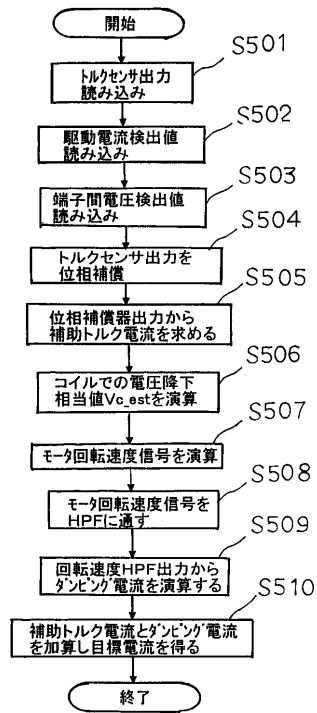 開始
S501
トルクセンサ出力
読み込み
S502
駆動電流検出値
読み込み
S503
端子間電圧検出値
読み込み
S504
トルクセンサ出力を
位相補償
S505
位相補償器出力から
補助トルク電流を求める
S506
コイルでの電圧降下
相当値Vc_estを演算
S507
モータ回転速度信号を演算
S508
モータ回転速度信号を
HPFに通す
S509
回転速度HPF出力から
ダンピング電流を演算する
S510
補助トルク電流とダンピング電流
を加算し目標電流を得る
終了